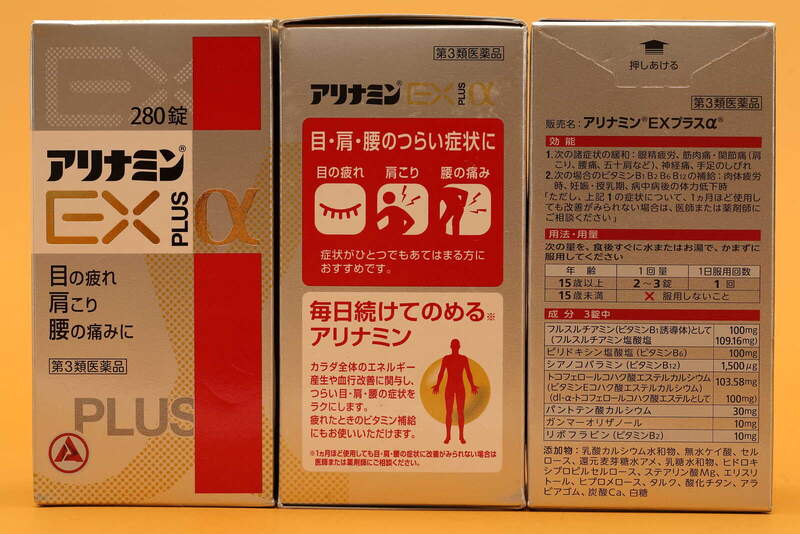 EX
280錠
アリナミン®
EX PLUS α
目の疲れ
肩こり
腰の痛みに
第3類医薬品
PLUS
第3類医薬品
アリナミン® EX PLUS α
目・肩・腰のつらい症状に
目の疲れ 肩こり 腰の痛み
症状がひとつでもあてはまる方に
おすすめです。
毎日続けてのめる※
アリナミン
カラダ全体のエネルギー
産生や血行改善に関与し、
つらい目・肩・腰の症状を
ラクにします。
疲れたときのビタミン補給
にもお使いいただけます。
※1ヵ月ほど使用しても目・肩・腰の症状に改善がみられない場合は
医師または薬剤師にご相談ください。
押しあける
第3類医薬品
販売名:アリナミン®EXプラスα®
効能
1.次の諸症状の緩和:眼精疲労、筋肉痛・関節痛(肩
こり、腰痛、五十肩など)、神経痛、手足のしびれ
2.次の場合のビタミンB1 B2 B6 B12の補給:肉体疲労
時、妊娠・授乳期、病中病後の体力低下時
「ただし、上記1の症状について、1ヵ月ほど使用し
ても改善がみられない場合は、医師または薬剤師に
ご相談ください」
用法・用量
次の量を、食後すぐに水またはお湯で、かまずに
服用してください
年齢 1回量 1日服用回数
15歳以上 2〜3錠 1回
15歳未満 ✕ 服用しないこと
成分 3錠中
フルスルチアミン(ビタミンB1誘導体)として 100mg
(フルスルチアミン塩酸塩 109.16mg)
ピリドキシン塩酸塩(ビタミンB6) 100mg
シアノコバラミン(ビタミンB12) 1,500μg
トコフェロールコハク酸エステルカルシウム 103.58mg
(ビタミンEコハク酸エステルカルシウム)
(dl-α-トコフェロールコハク酸エステルとして 100mg)
パントテン酸カルシウム 30mg
ガンマーオリザノール 10mg
リボフラビン(ビタミンB2) 10mg
添加物:乳酸カルシウム水和物、無水ケイ酸、セル
ロース、還元麦芽糖水アメ、乳糖水和物、ヒドロキ
シプロピルセルロース、ステアリン酸Mg、エリスリ
トール、ヒプロメロース、タルク、酸化チタン、アラ
ビアゴム、炭酸Ca、白糖